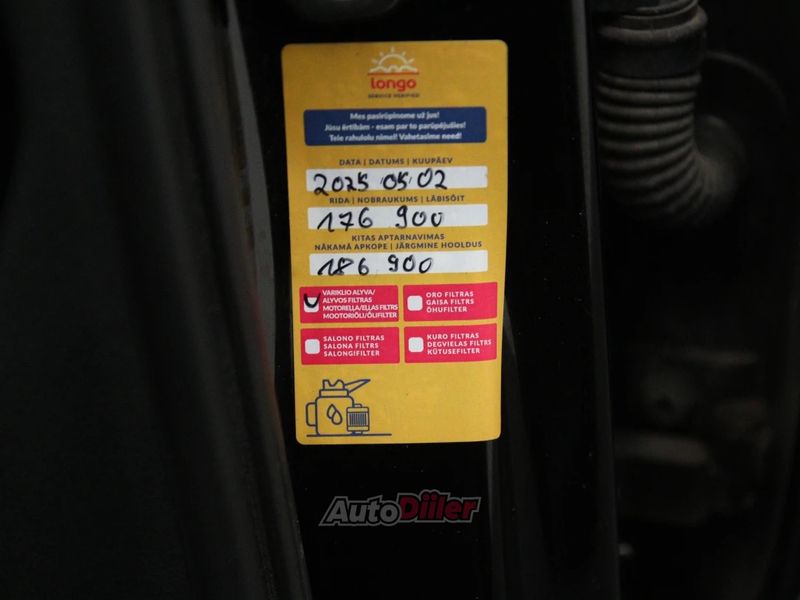 longo
SERVICE VERIFIED
Mes pasirūpinome už jus!
Jūsu ērtībām - esam par to parūpējušies!
Teie rahulolu nimel! Vahetasime need!
DATA | DATUMS | KUUPÄEV
2025 05 02
RIDA | NOBRAUKUMS | LÄBISÕIT
176 900
KITAS APTARNAVIMAS
NĀKAMĀ APKOPE | JÄRGMINE HOOLDUS
186 900
VARIKLIO ALYVA/
ALYVOS FILTRAS
MOTOREĻĻA/EĻĻAS FILTRS
MOOTORIÕLI/ÕLIFILTER
ORO FILTRAS
GAISA FILTRS
ÕHUFILTER
SALONO FILTRAS
SALONA FILTRS
SALONGIFILTER
KURO FILTRAS
DEGVIELAS FILTRS
KÜTUSEFILTER
AutoDiiler